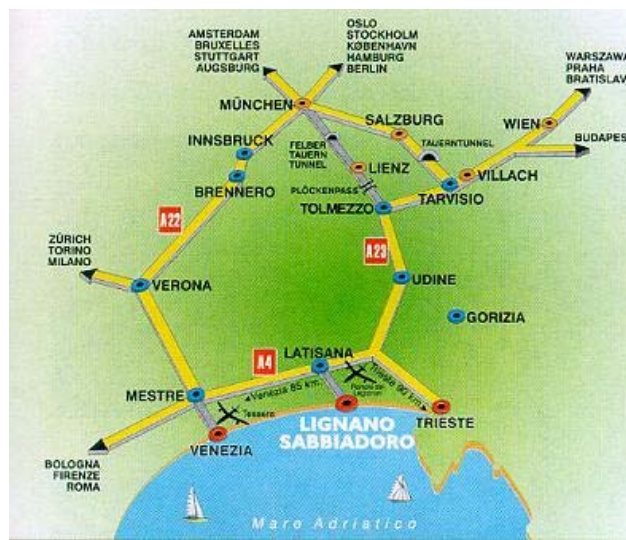 AMSTERDAM
BRUXELLES
STUTTGART
AUGSBURG
OSLO
STOCKHOLM
KØBENHAVN
HAMBURG
BERLIN
WARSZAWA
PRAHA
BRATISLAV
MÜNCHEN
SALZBURG
WIEN
BUDAPES
INNSBRUCK
FELBER
TAUERN
TUNNEL
TAUERNTUNNEL
LIENZ
VILLACH
BRENNERO
PLÖCKENPASS
TARVISIO
TOLMEZZO
A22
A23
ZÜRICH
TORINO
MILANO
VERONA
UDINE
GORIZIA
LATISANA
A4
MESTRE
Venezia 85 km.
Trieste 90 km.
Tessera
LIGNANO
SABBIADORO
TRIESTE
VENEZIA
BOLOGNA
FIRENZE
ROMA
Mare Adriatico